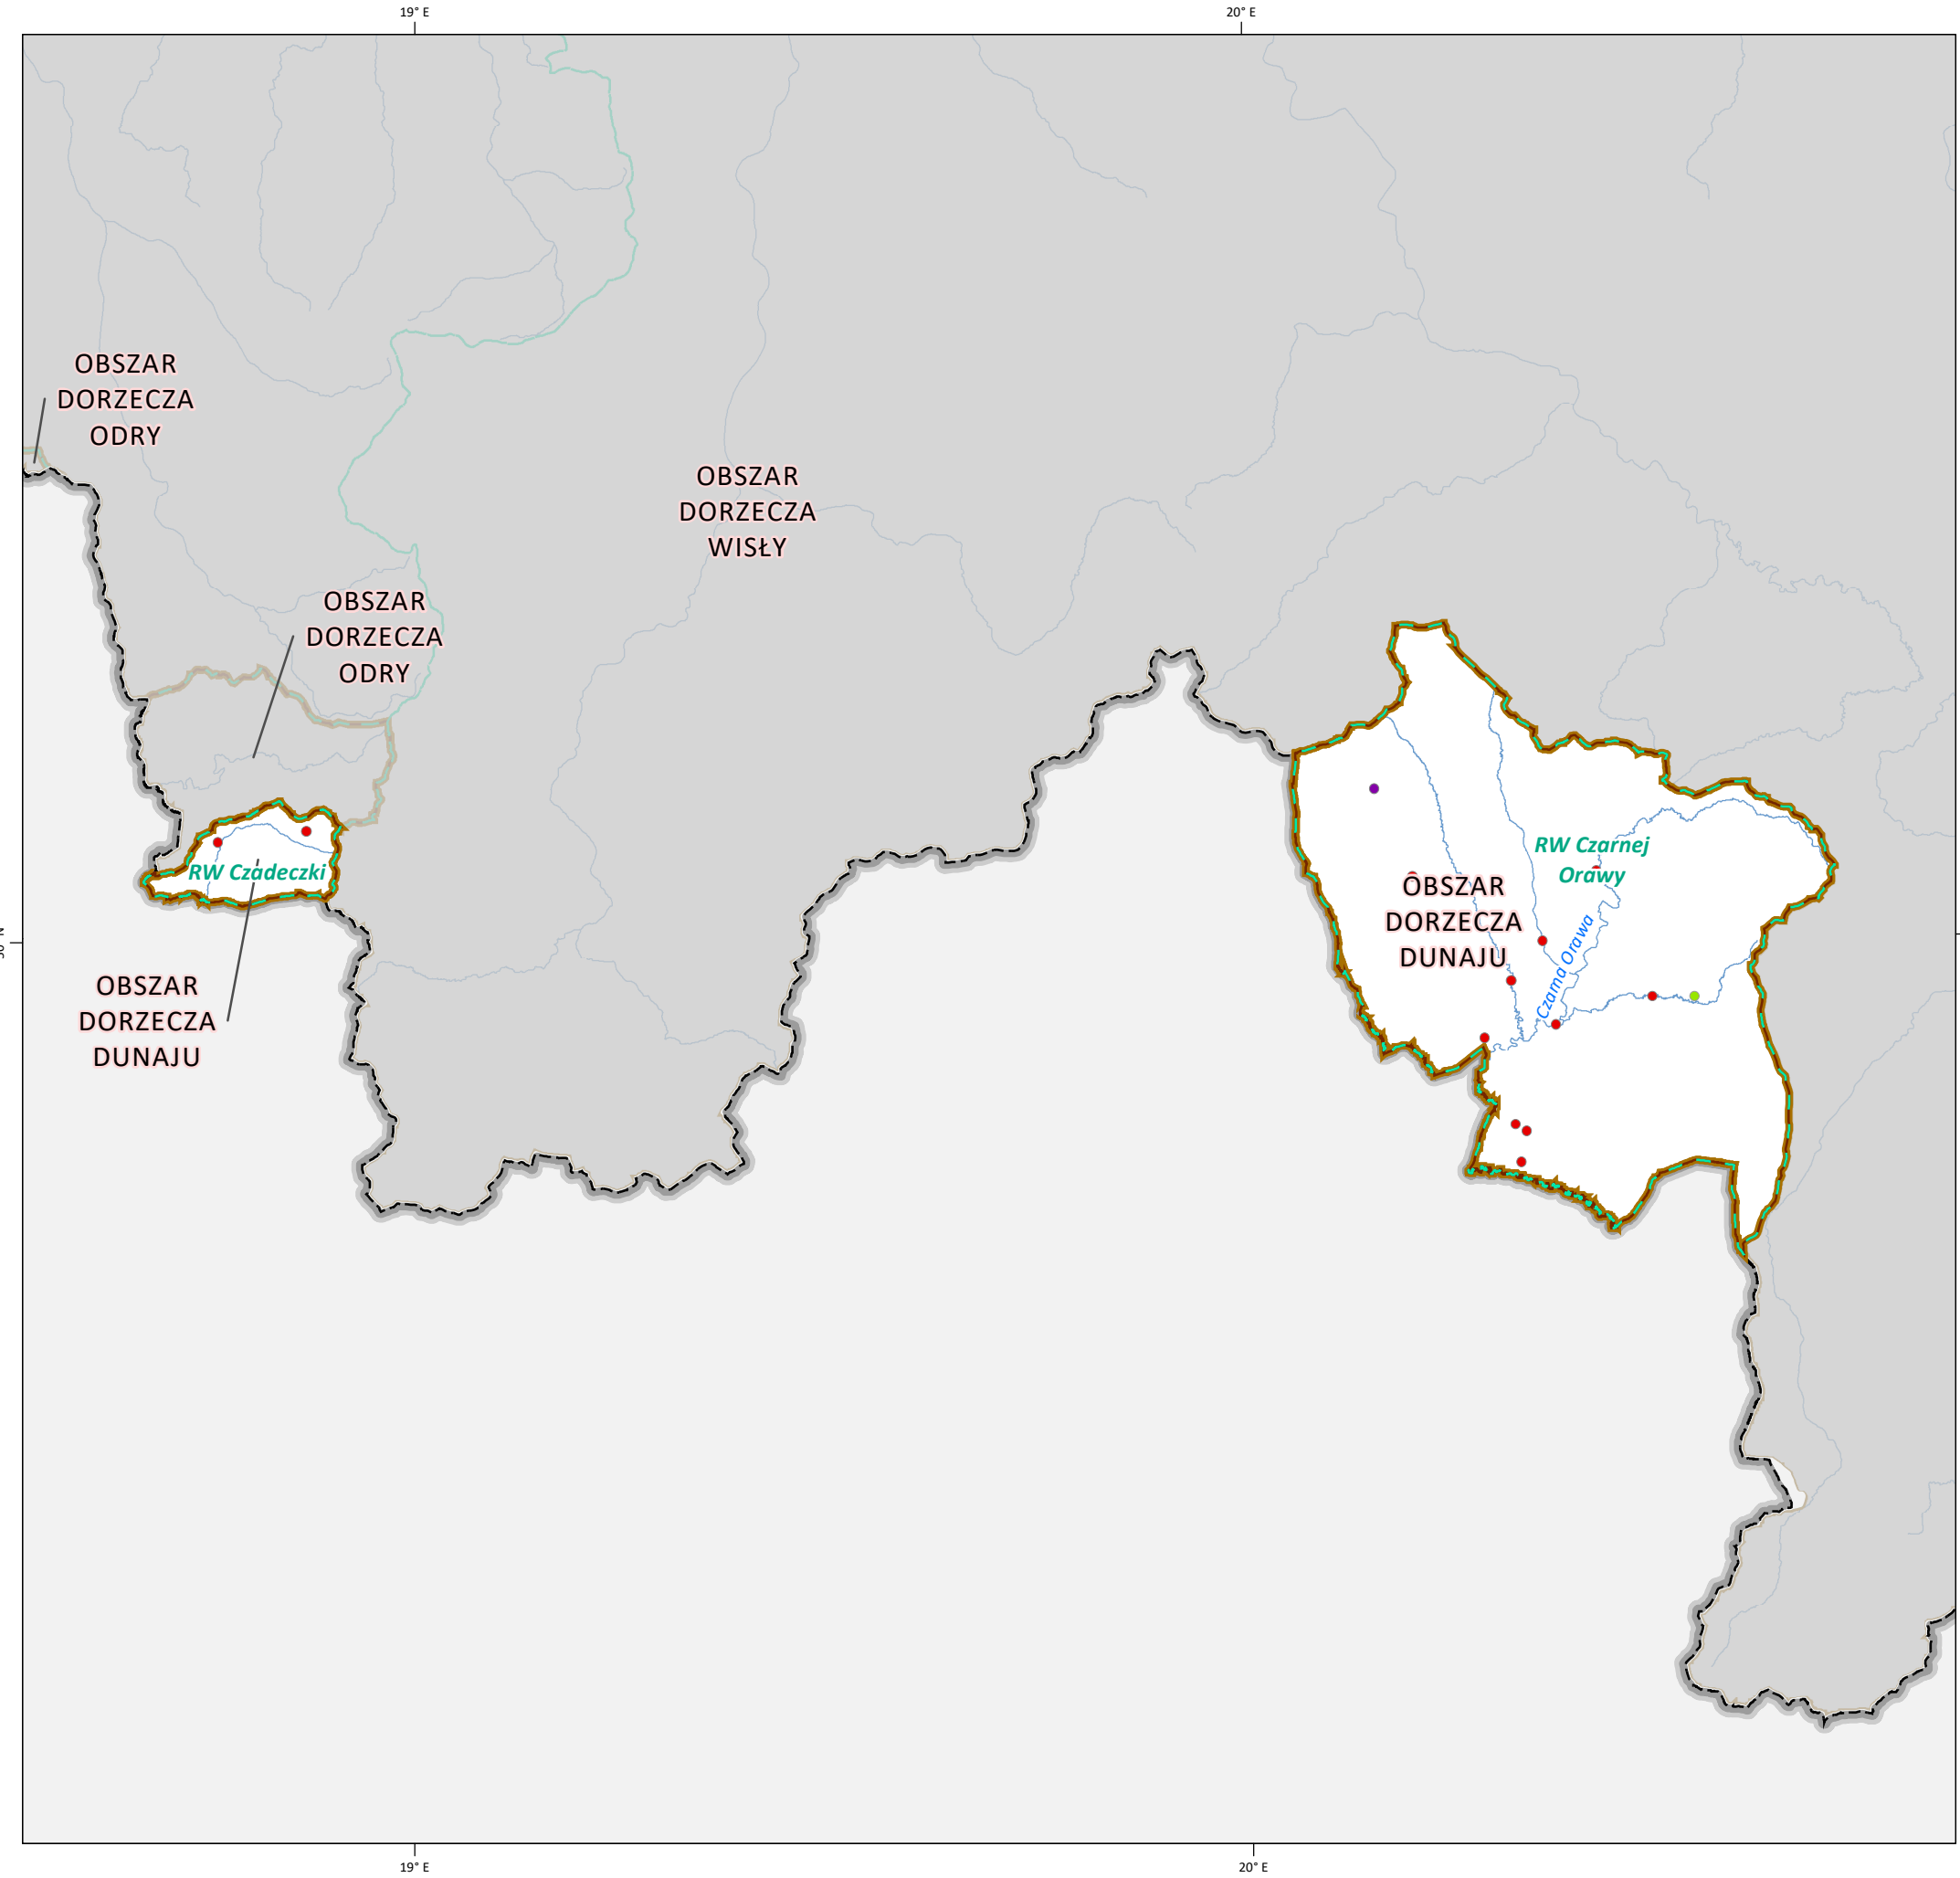 19° E
20° E
OBSZAR
DORZECZA
ODRY
OBSZAR
DORZECZA
WISŁY
OBSZAR
DORZECZA
ODRY
RW Czadeczki
RW Czarnej
Orawy
OBSZAR
DORZECZA
DUNAJU
Czarna Orawa
OBSZAR
DORZECZA
DUNAJU
19° E
20° E